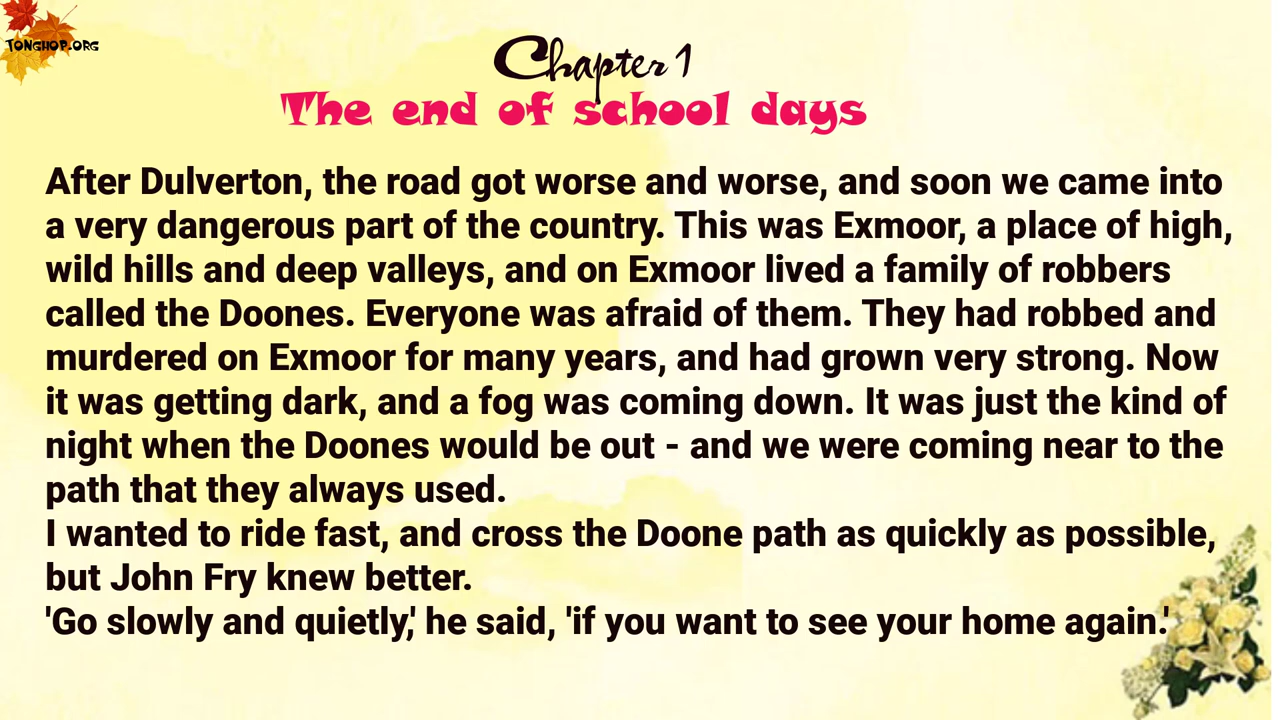 TONGHOP.ORG
Chapter 1
The end of school days
After Dulverton, the road got worse and worse, and soon we came into
a very dangerous part of the country. This was Exmoor, a place of high,
wild hills and deep valleys, and on Exmoor lived a family of robbers
called the Doones. Everyone was afraid of them. They had robbed and
murdered on Exmoor for many years, and had grown very strong. Now
it was getting dark, and a fog was coming down. It was just the kind of
night when the Doones would be out - and we were coming near to the
path that they always used.
I wanted to ride fast, and cross the Doone path as quickly as possible,
but John Fry knew better.
'Go slowly and quietly,' he said, 'if you want to see your home again.'